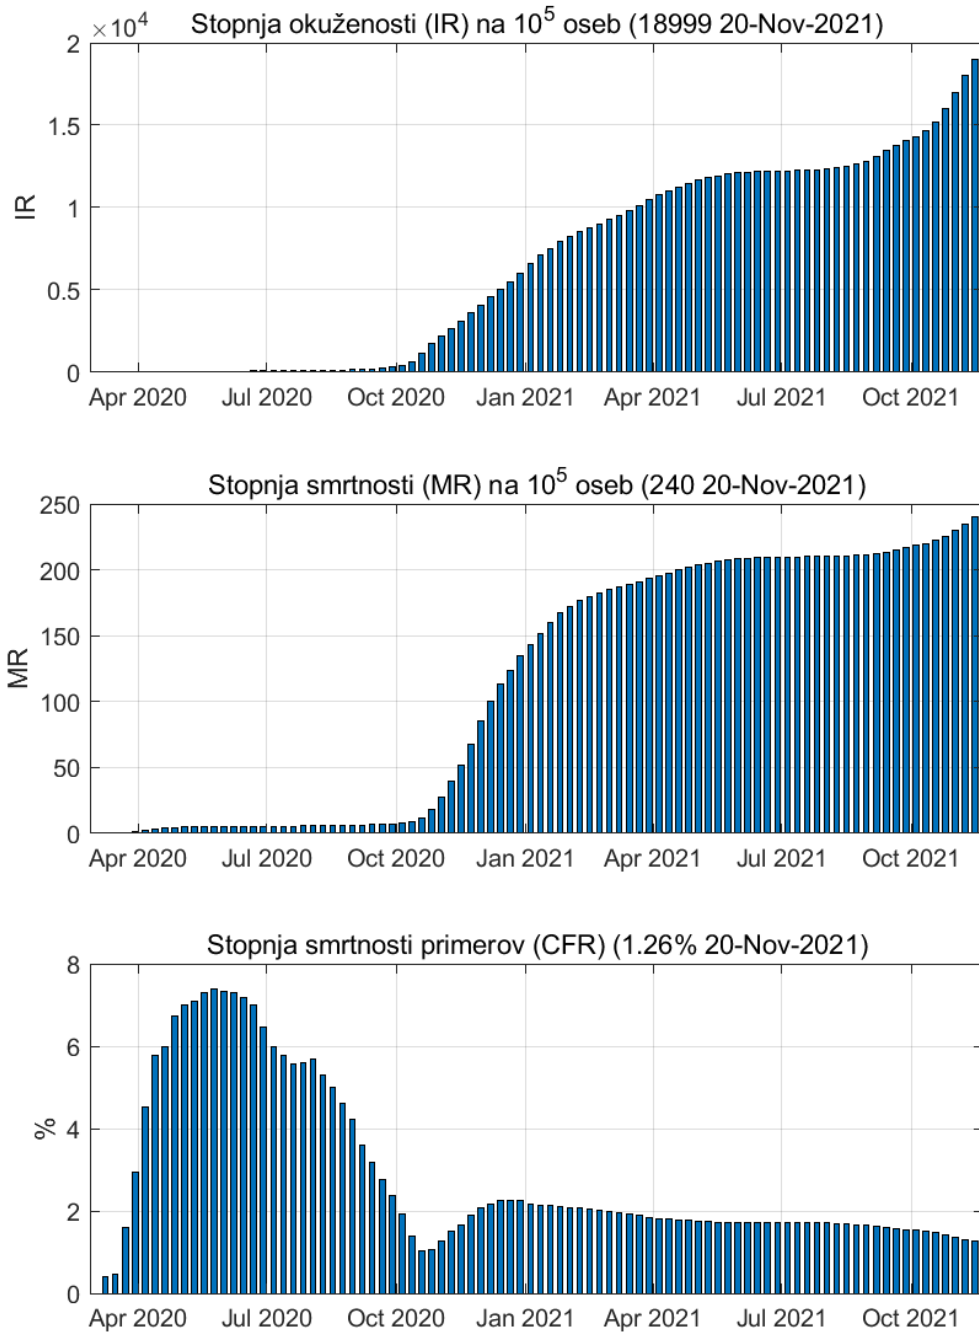 Stopnja okuženosti (IR) na 10^5 oseb (18999 20-Nov-2021)
×10^4
2
1.5
1
0.5
0
IR
Apr 2020 Jul 2020 Oct 2020 Jan 2021 Apr 2021 Jul 2021 Oct 2021
Stopnja smrtnosti (MR) na 10^5 oseb (240 20-Nov-2021)
250
200
150
100
50
0
MR
Apr 2020 Jul 2020 Oct 2020 Jan 2021 Apr 2021 Jul 2021 Oct 2021
Stopnja smrtnosti primerov (CFR) (1.26% 20-Nov-2021)
8
6
4
2
0
%
Apr 2020 Jul 2020 Oct 2020 Jan 2021 Apr 2021 Jul 2021 Oct 2021